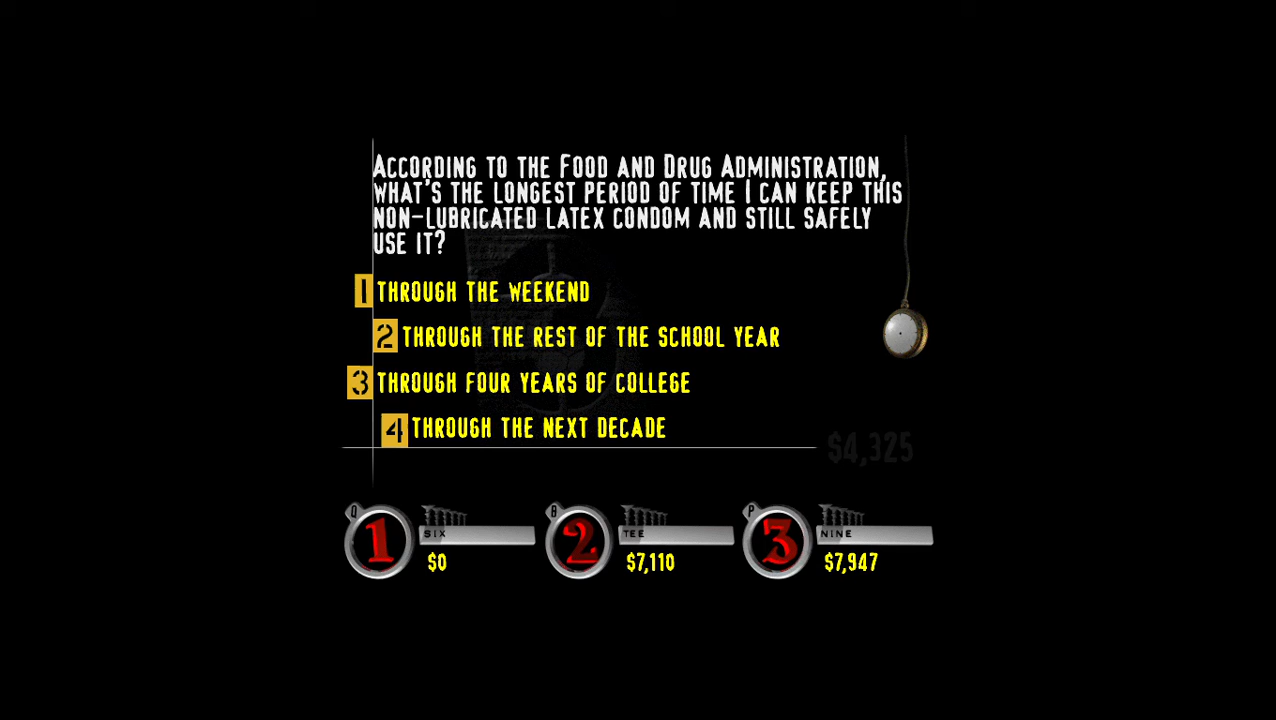 According to the Food and Drug Administration,
what's the longest period of time I can keep this
non-lubricated latex condom and still safely
use it?
1 Through the weekend
2 Through the rest of the school year
3 Through four years of college
4 Through the next decade
$4,325
Q 1 SIX
$0
B 2 TEE
$7,110
P 3 NINE
$7,947